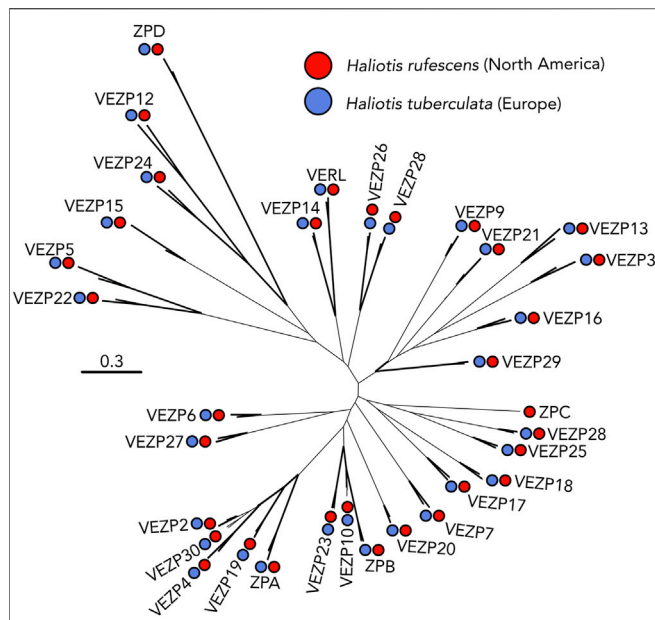 ZPD
Haliotis rufescens (North America)
Haliotis tuberculata (Europe)
VEZP12
VEZP24
VERL
VEZP26
VEZP28
VEZP15
VEZP14
VEZP9
VEZP21
VEZP13
VEZP5
VEZP3
VEZP22
VEZP16
0.3
VEZP29
VEZP6
ZPC
VEZP27
VEZP28
VEZP25
VEZP18
VEZP17
VEZP2
VEZP7
VEZP30
VEZP20
VEZP4
VEZP19
ZPA
VEZP23
VEZP10
ZPB